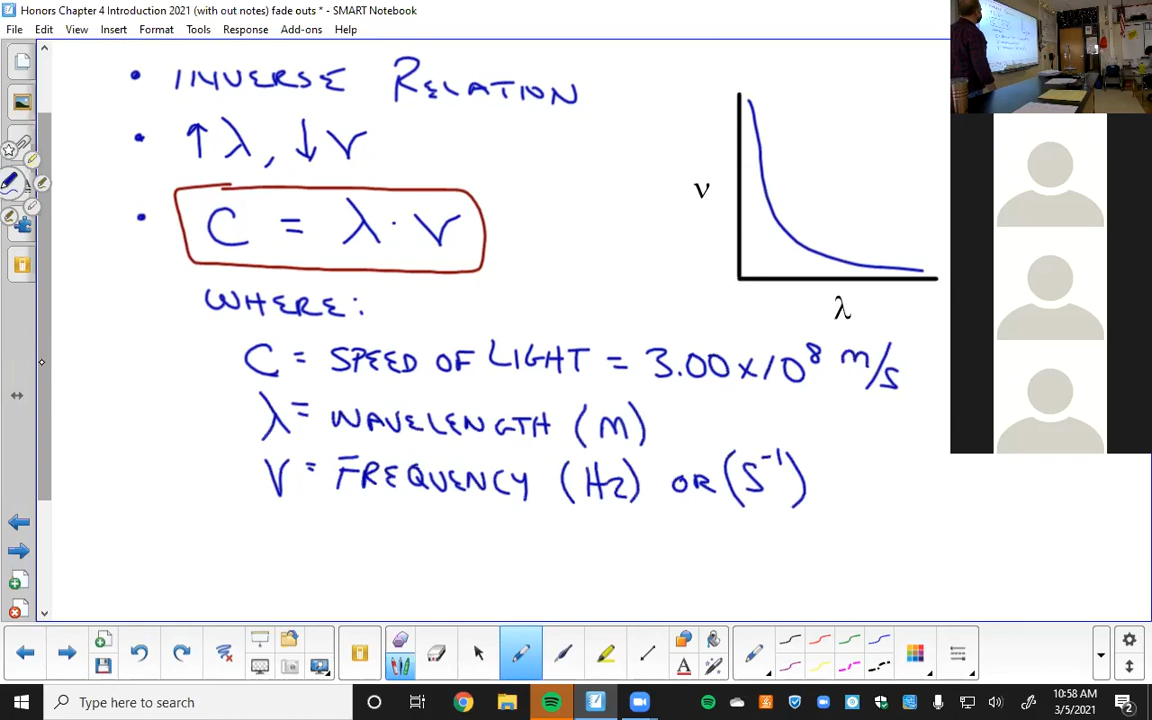 Honors Chapter 4 Introduction 2021 (with out notes) fade outs * - SMART Notebook
File Edit View Insert Format Tools Response Add-ons Help
• INVERSE RELATION
• ↑λ, ↓ν
• C = λ · ν
WHERE:
C = SPEED OF LIGHT = 3.00 x 10⁸ m/s
λ = WAVELENGTH (m)
ν = FREQUENCY (Hz) OR (S⁻¹)
ν
λ
A
Type here to search
10:58 AM
3/5/2021
2